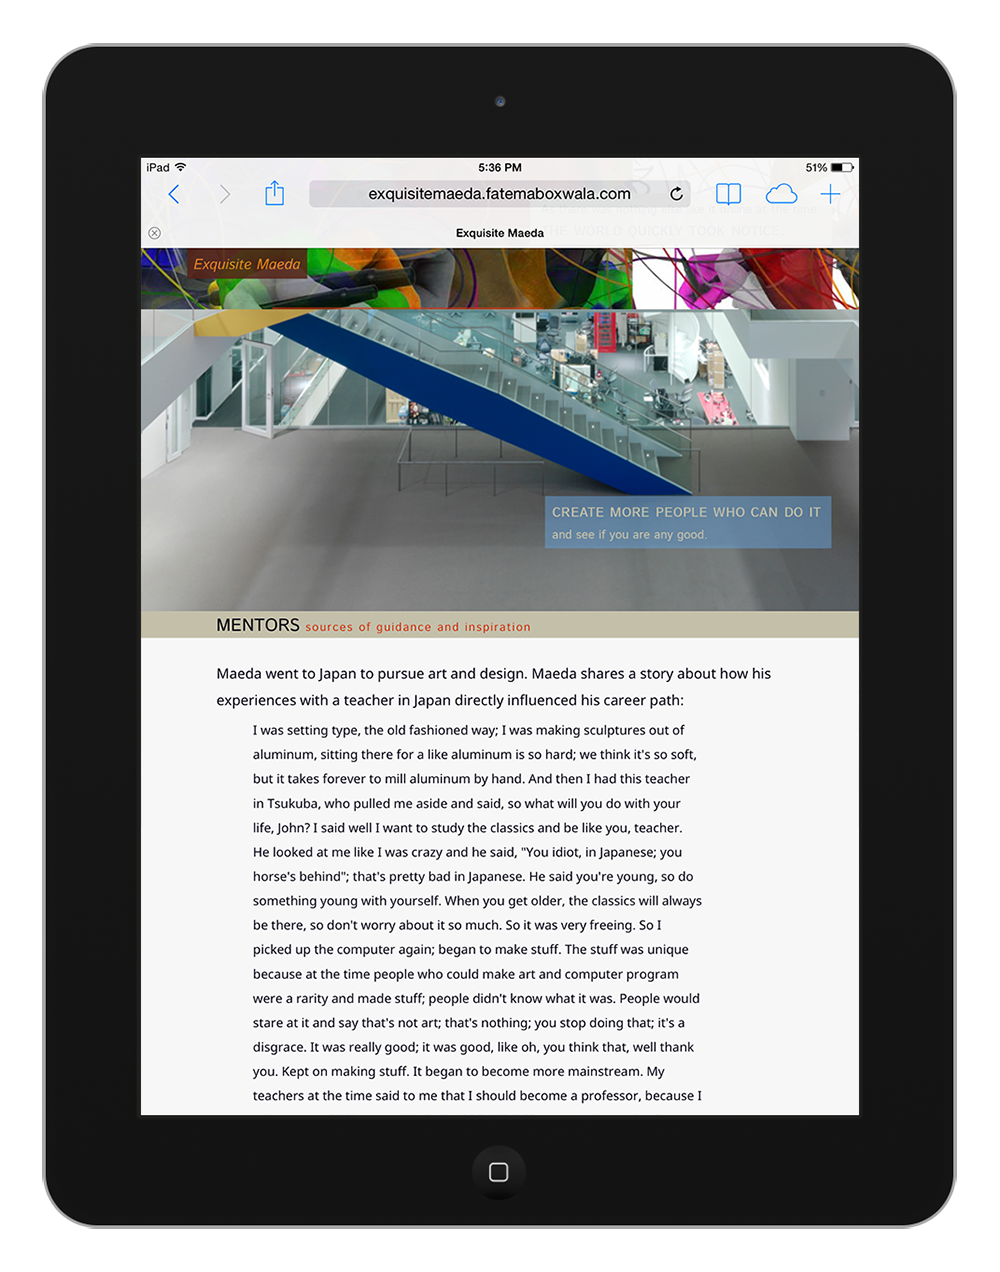 iPad 5:36 PM 51%
exquisitemaeda.fatemaboxwala.com
THE WORLD QUICKLY TOOK NOTICE.
Exquisite Maeda
Exquisite Maeda
CREATE MORE PEOPLE WHO CAN DO IT
and see if you are any good.
MENTORS sources of guidance and inspiration
Maeda went to Japan to pursue art and design. Maeda shares a story about how his
experiences with a teacher in Japan directly influenced his career path:
I was setting type, the old fashioned way; I was making sculptures out of
aluminum, sitting there for a like aluminum is so hard; we think it's so soft,
but it takes forever to mill aluminum by hand. And then I had this teacher
in Tsukuba, who pulled me aside and said, so what will you do with your
life, John? I said well I want to study the classics and be like you, teacher.
He looked at me like I was crazy and he said, "You idiot, in Japanese; you
horse's behind"; that's pretty bad in Japanese. He said you're young, so do
something young with yourself. When you get older, the classics will always
be there, so don't worry about it so much. So it was very freeing. So I
picked up the computer again; began to make stuff. The stuff was unique
because at the time people who could make art and computer program
were a rarity and made stuff; people didn't know what it was. People would
stare at it and say that's not art; that's nothing; you stop doing that; it's a
disgrace. It was really good; it was good, like oh, you think that, well thank
you. Kept on making stuff. It began to become more mainstream. My
teachers at the time said to me that I should become a professor, because I